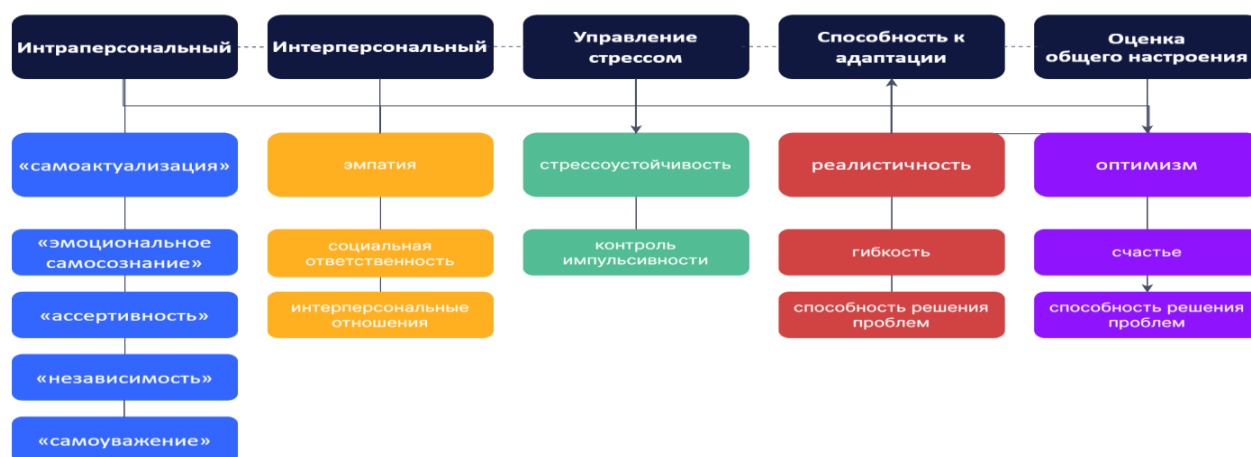 Интраперсональный
Интерперсональный
Управление
стрессом
Способность к
адаптации
Оценка
общего настроения
«самоактуализация»
эмпатия
стрессоустойчивость
реалистичность
оптимизм
«эмоциональное
самосознание»
социальная
ответственность
контроль
импульсивности
гибкость
счастье
«ассертивность»
интерперсональные
отношения
способность решения
проблем
способность решения
проблем
«независимость»
«самоуважение»